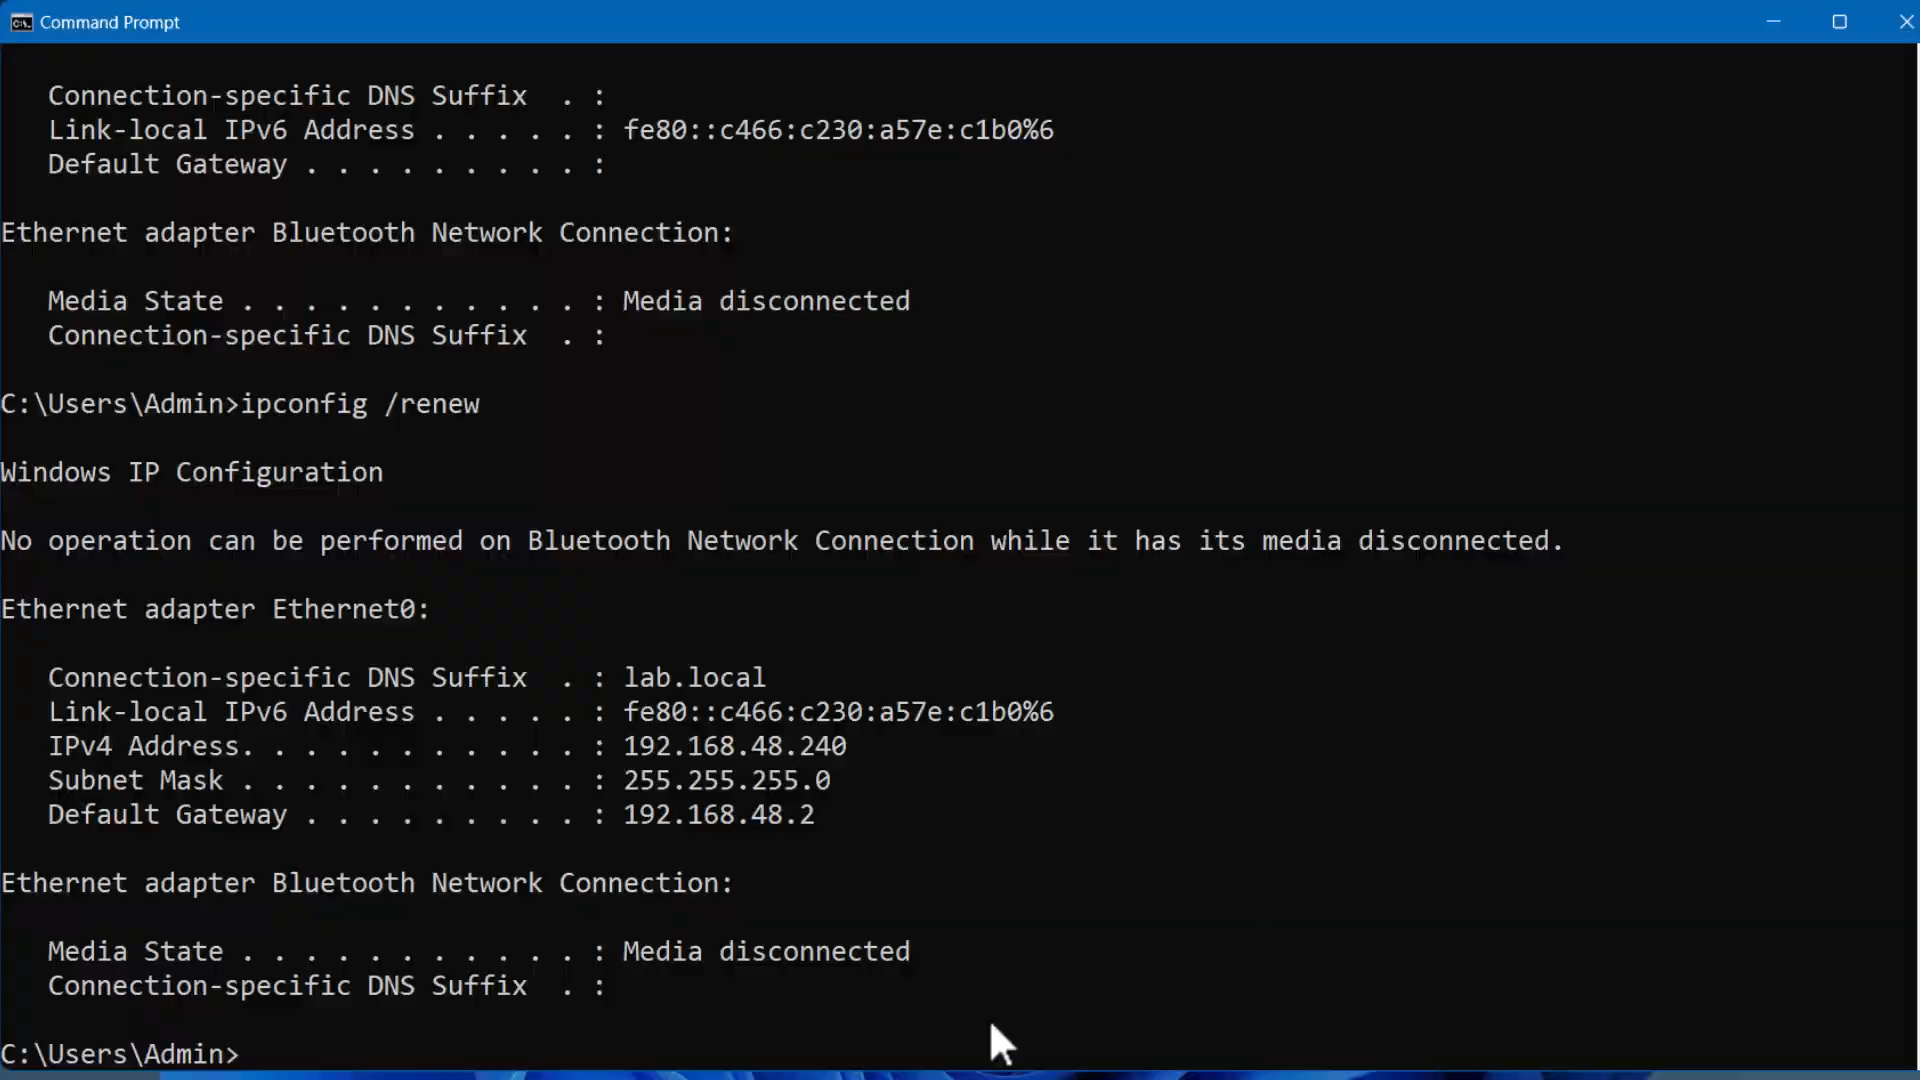 Command Prompt
Connection-specific DNS Suffix  . :
Link-local IPv6 Address . . . . . : fe80::c466:c230:a57e:c1b0%6
Default Gateway . . . . . . . . . :
Ethernet adapter Bluetooth Network Connection:
Media State . . . . . . . . . . . : Media disconnected
Connection-specific DNS Suffix  . :
C:\Users\Admin>ipconfig /renew
Windows IP Configuration
No operation can be performed on Bluetooth Network Connection while it has its media disconnected.
Ethernet adapter Ethernet0:
Connection-specific DNS Suffix  . : lab.local
Link-local IPv6 Address . . . . . : fe80::c466:c230:a57e:c1b0%6
IPv4 Address. . . . . . . . . . . : 192.168.48.240
Subnet Mask . . . . . . . . . . . : 255.255.255.0
Default Gateway . . . . . . . . . : 192.168.48.2
Ethernet adapter Bluetooth Network Connection:
Media State . . . . . . . . . . . : Media disconnected
Connection-specific DNS Suffix  . :
C:\Users\Admin>